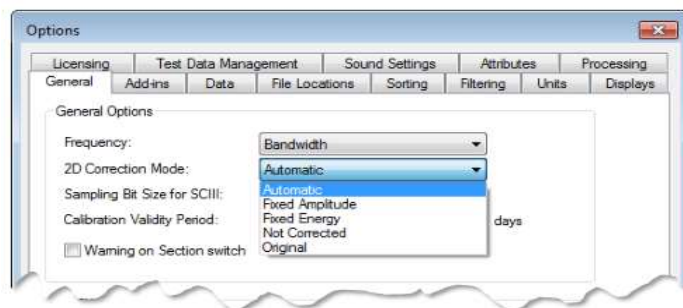 Options
Licensing Test Data Management Sound Settings Attributes Processing
General Add-ins Data File Locations Sorting Filtering Units Displays
General Options
Frequency: Bandwidth
2D Correction Mode: Automatic
Automatic
Sampling Bit Size for SCIII:
Fixed Amplitude
Fixed Energy
Calibration Validity Period: days
Not Corrected
Warning on Section switch
Original